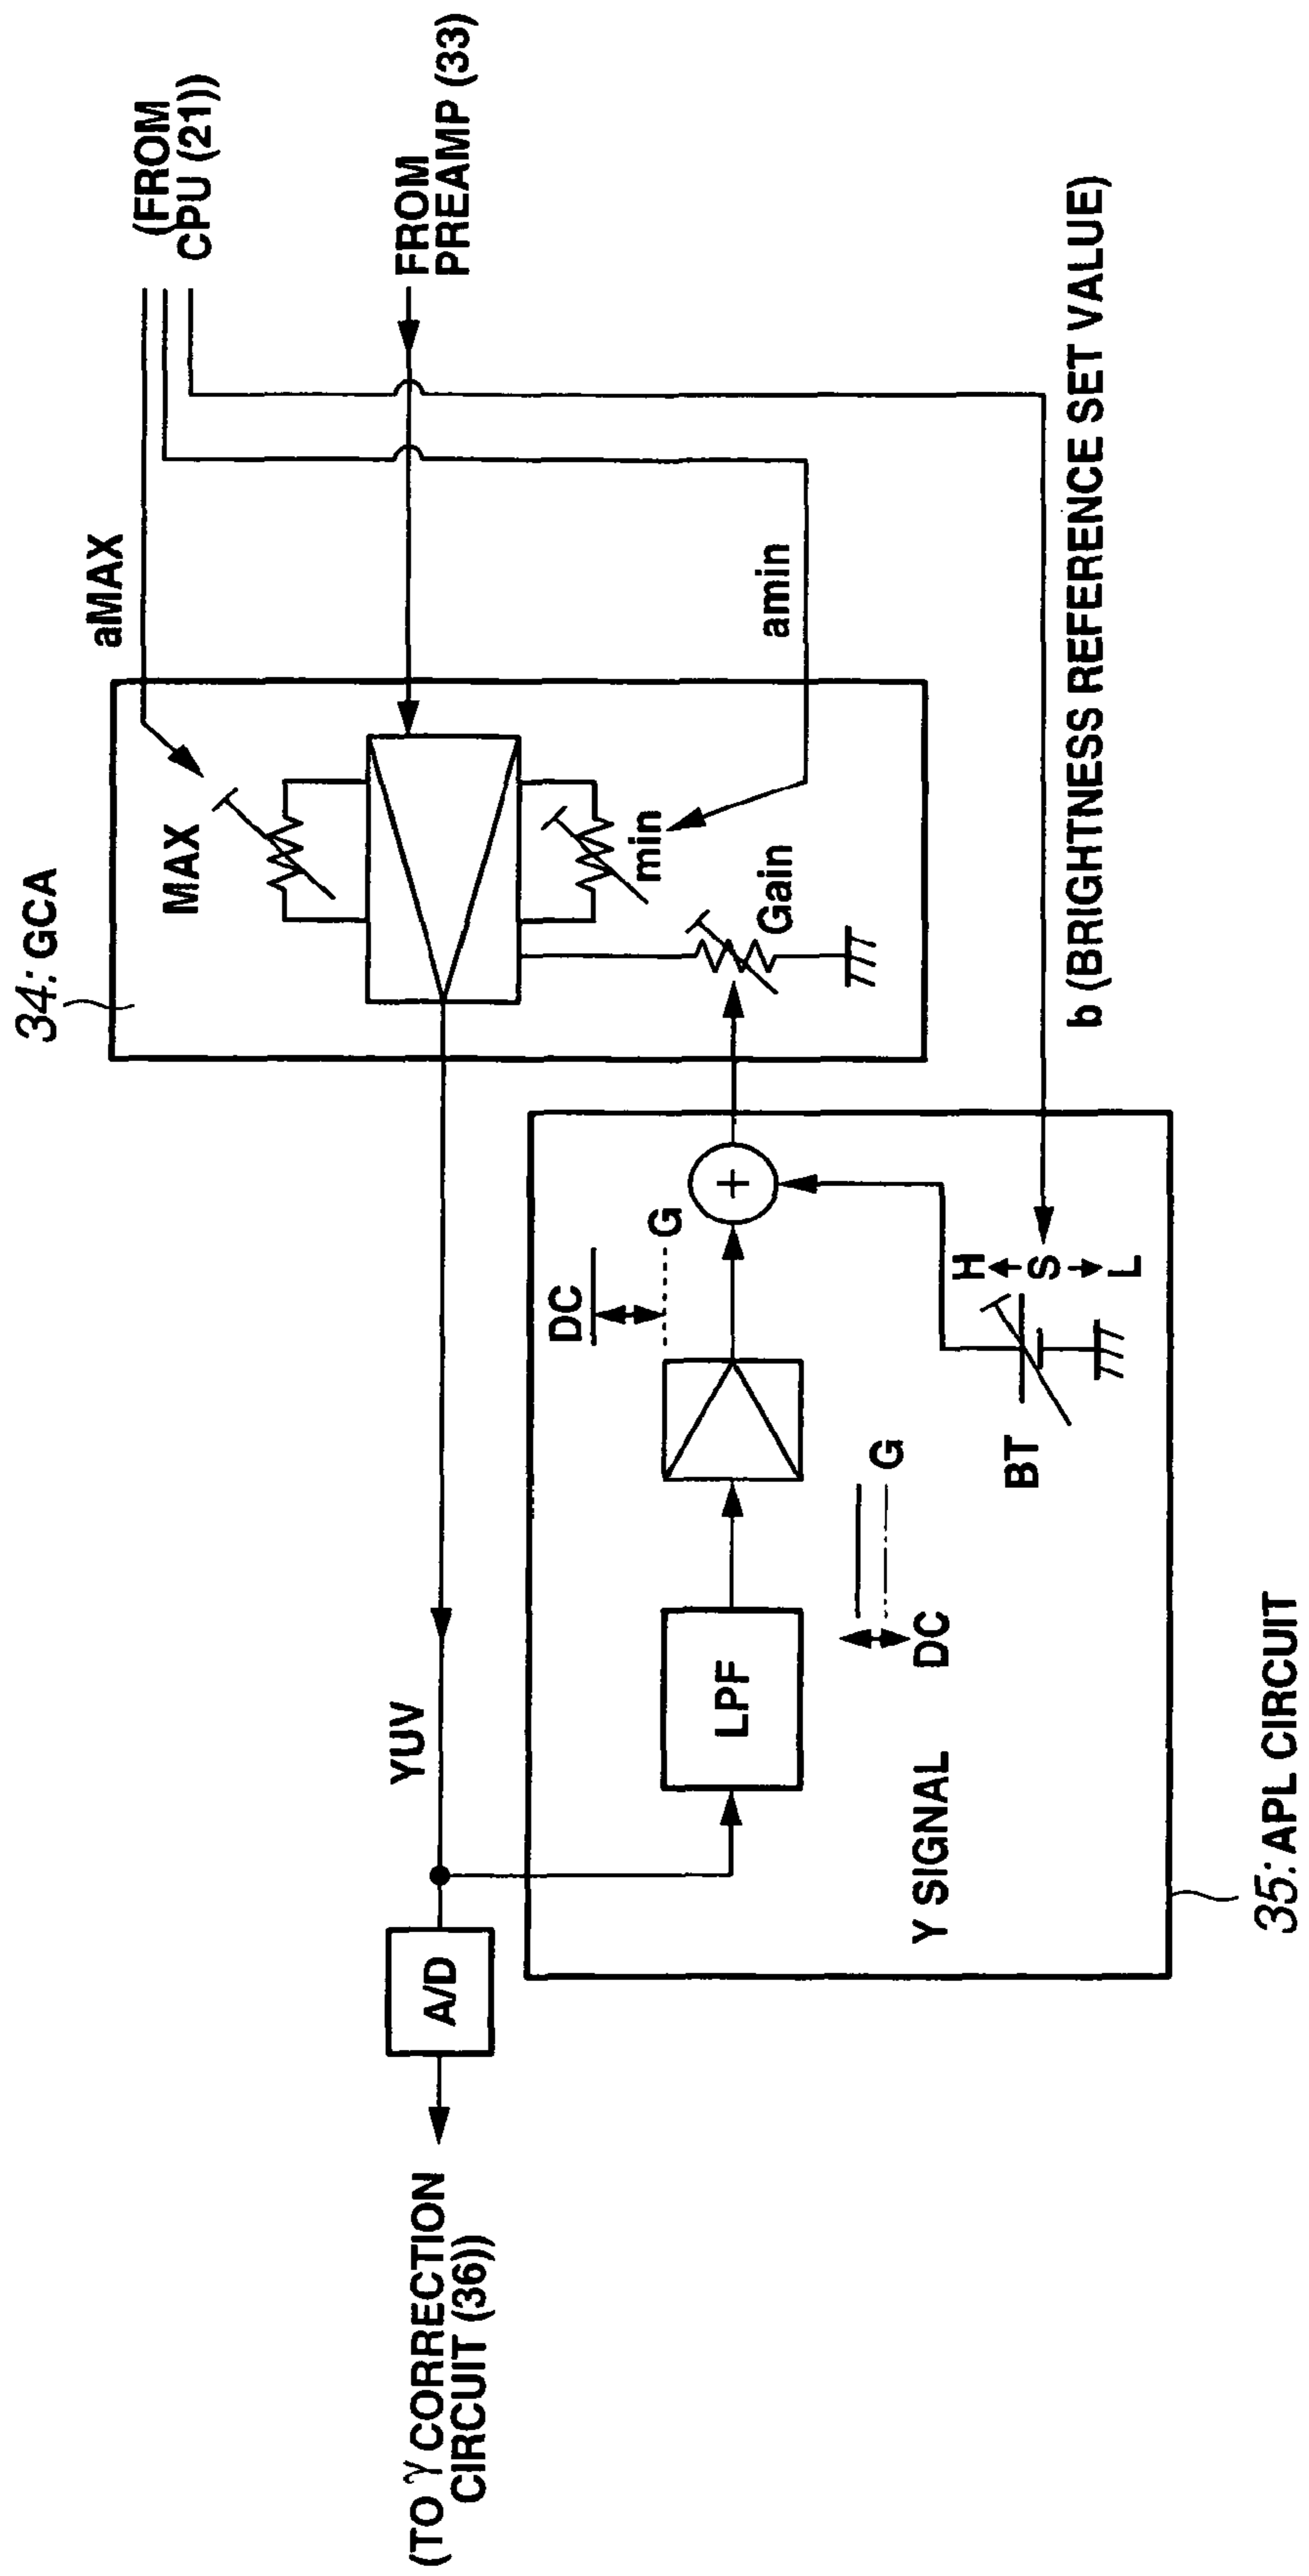 (FROM
CPU (21))
FROM
PREAMP (33)
aMAX
amin
b (BRIGHTNESS REFERENCE SET VALUE)
34: GCA
MAX
min
Gain
+
DC
G
H
S
L
BT
G
DC
LPF
Y SIGNAL
YUV
A/D
35: APL CIRCUIT
(TO γ CORRECTION
CIRCUIT (36))